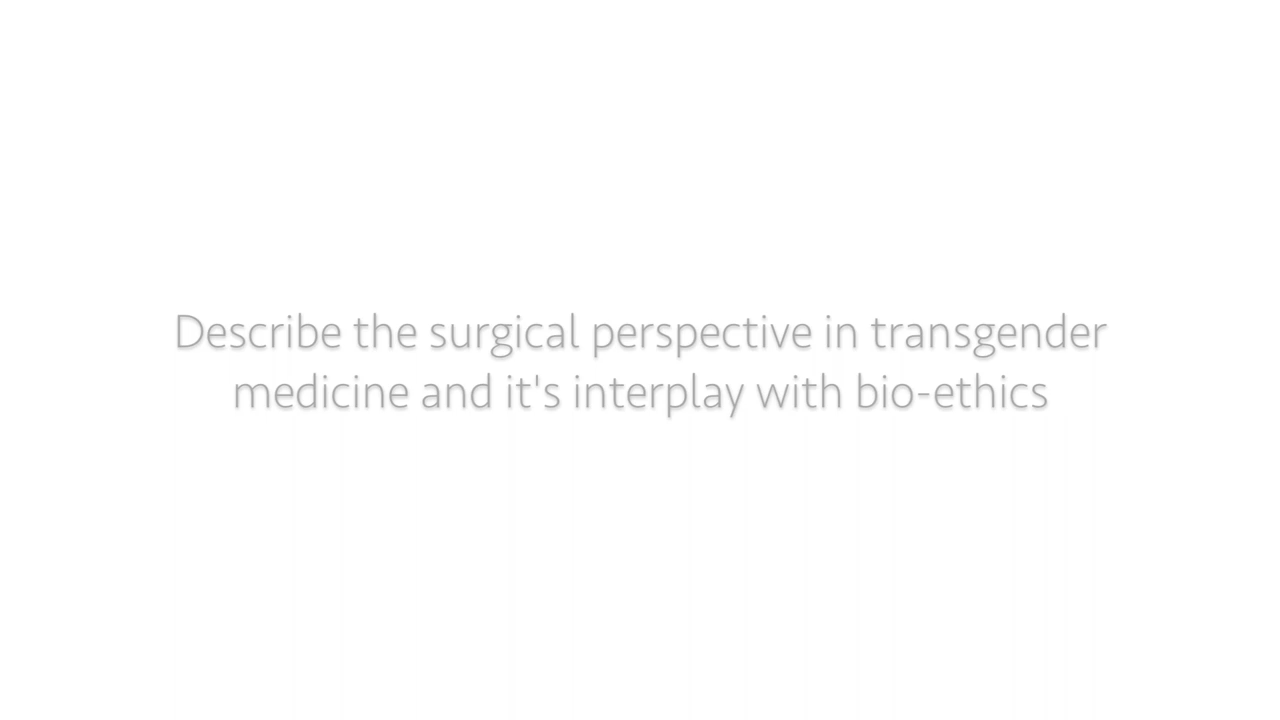 Describe the surgical perspective in transgender
medicine and it's interplay with bio-ethics